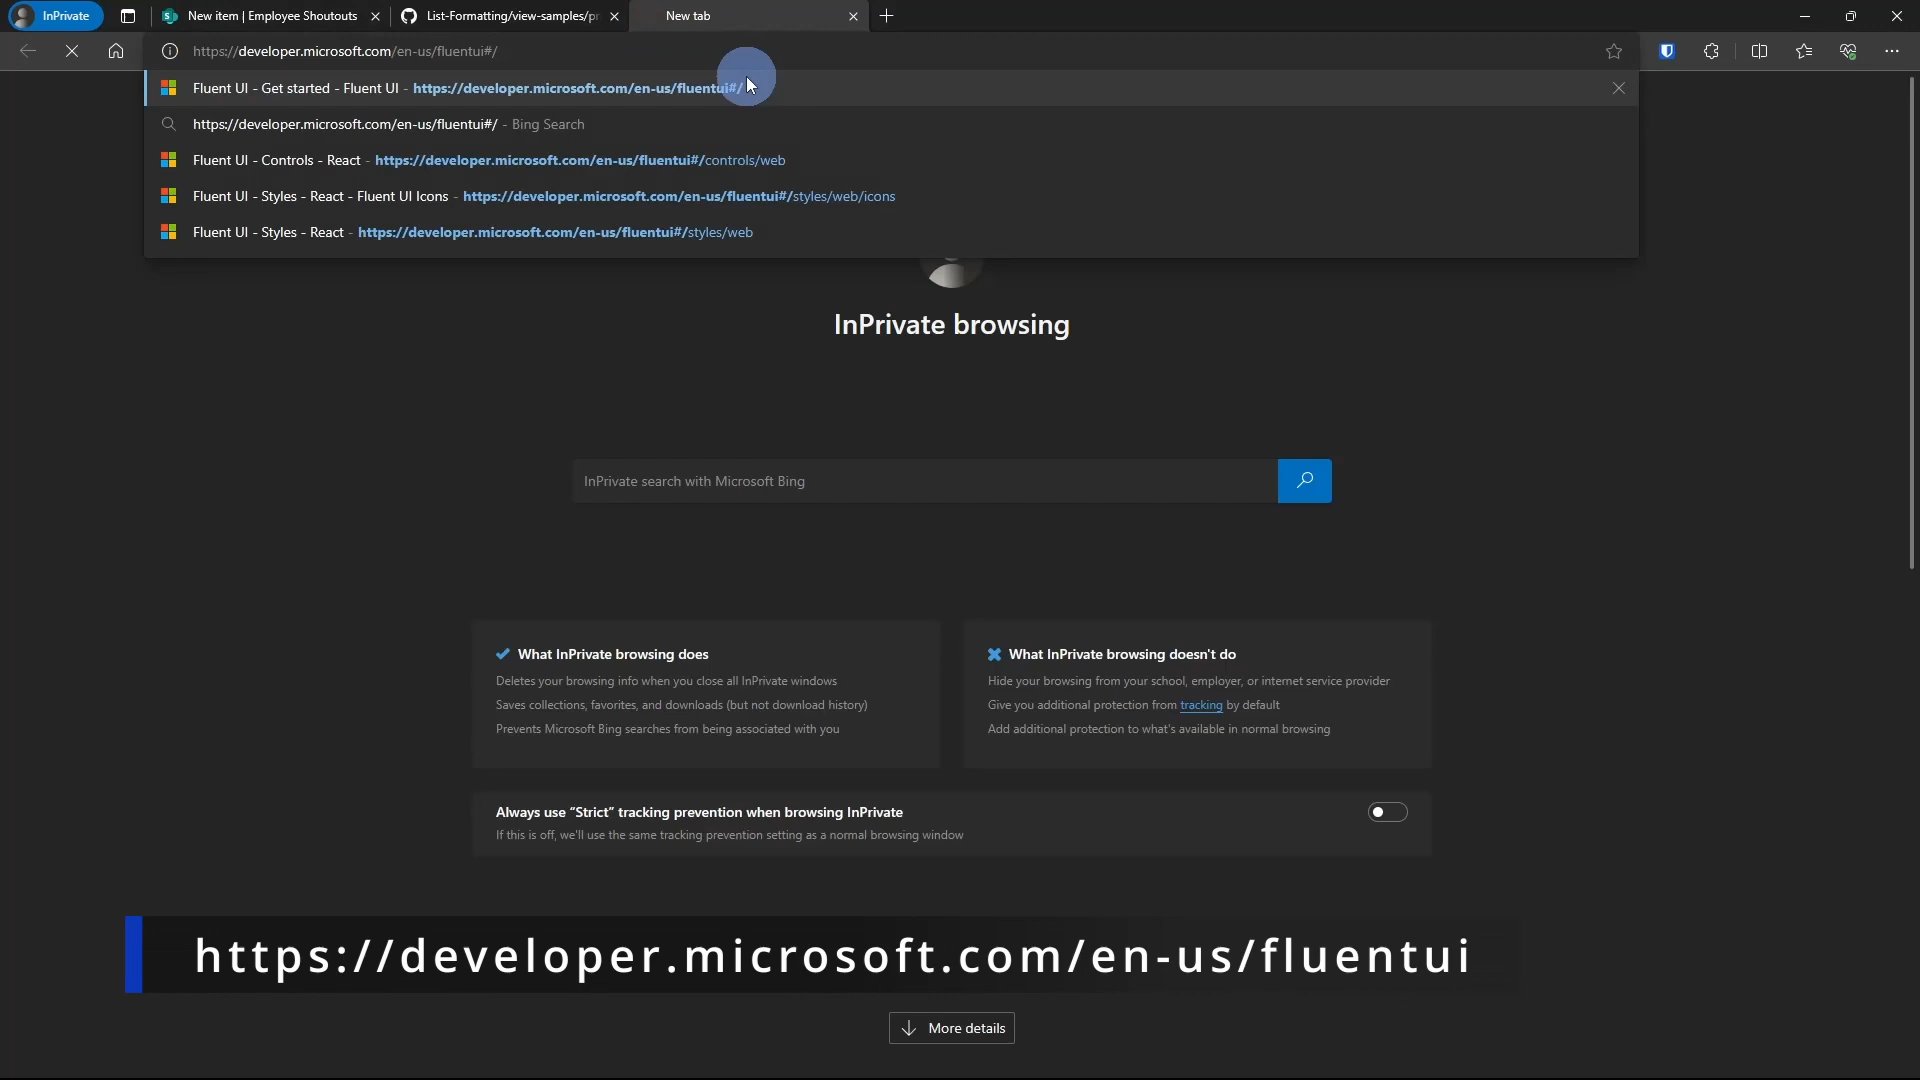 InPrivate
New item | Employee Shoutouts
List-Formatting/view-samples/pr
New tab
https://developer.microsoft.com/en-us/fluentui#/
Fluent UI - Get started - Fluent UI - https://developer.microsoft.com/en-us/fluentui#/
https://developer.microsoft.com/en-us/fluentui#/ - Bing Search
Fluent UI - Controls - React - https://developer.microsoft.com/en-us/fluentui#/controls/web
Fluent UI - Styles - React - Fluent UI Icons - https://developer.microsoft.com/en-us/fluentui#/styles/web/icons
Fluent UI - Styles - React - https://developer.microsoft.com/en-us/fluentui#/styles/web
InPrivate browsing
InPrivate search with Microsoft Bing
What InPrivate browsing does
Deletes your browsing info when you close all InPrivate windows
Saves collections, favorites, and downloads (but not download history)
Prevents Microsoft Bing searches from being associated with you
What InPrivate browsing doesn't do
Hide your browsing from your school, employer, or internet service provider
Give you additional protection from tracking by default
Add additional protection to what's available in normal browsing
Always use “Strict” tracking prevention when browsing InPrivate
If this is off, we'll use the same tracking prevention setting as a normal browsing window
https://developer.microsoft.com/en-us/fluentui
More details